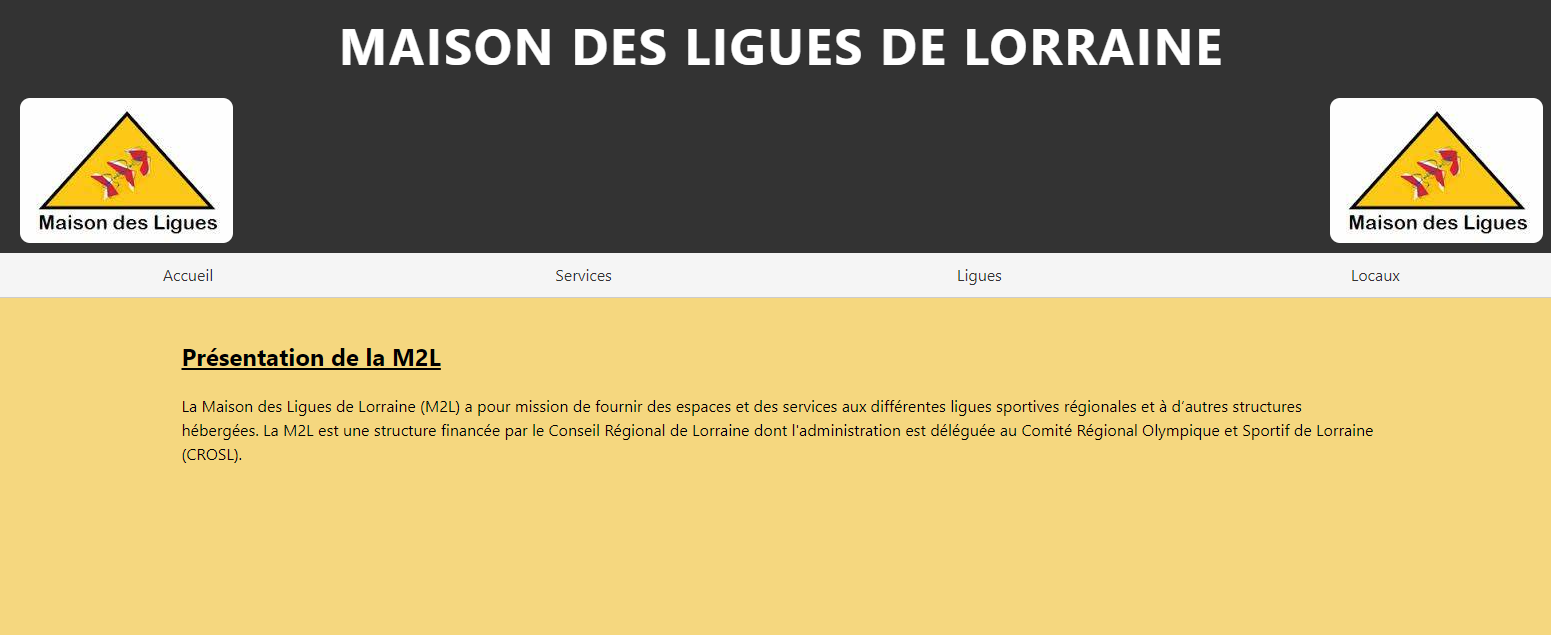 MAISON DES LIGUES DE LORRAINE
Maison des Ligues
Maison des Ligues
Accueil
Services
Ligues
Locaux
Présentation de la M2L
La Maison des Ligues de Lorraine (M2L) a pour mission de fournir des espaces et des services aux différentes ligues sportives régionales et à d’autres structures
hébergées. La M2L est une structure financée par le Conseil Régional de Lorraine dont l'administration est déléguée au Comité Régional Olympique et Sportif de Lorraine
(CROSL).